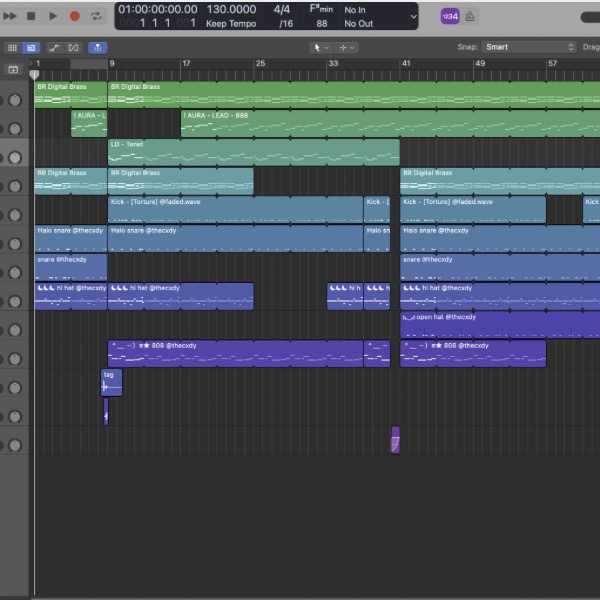 01:00:00:00.00 130.0000 4/4 F#min No In
1 1 1 1 Keep Tempo /16 88 No Out
1234
Snap: Smart Drag
1 9 17 25 33 41 49 57
BR Digital Brass BR Digital Brass
! AURA - L ! AURA - LEAD - 888
LD - Tenet
BR Digital Brass BR Digital Brass BR Digital Brass
Kick - [Torture] @faded.wave Kick - [ Kick - [Torture] @faded.wave Kick
Halo snare @thecxdy Halo snare @thecxdy Halo sn Halo snare @thecxdy
snare @thecxdy snare @thecxdy
hi hat @thecxdy hi hat @thecxdy hi h h hi hat @thecxdy
open hat @thecxdy
★ 808 @thecxdy ★ 808 @thecxdy
tag